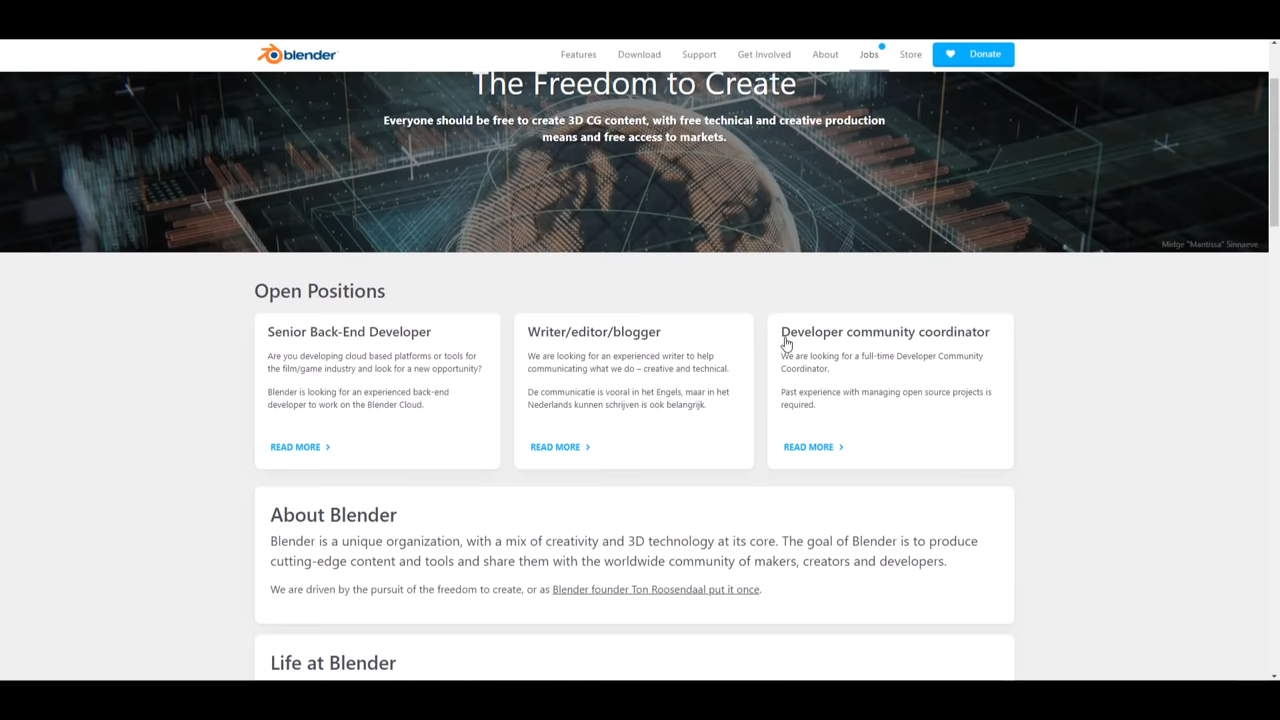 blender
Features Download Support Get Involved About Jobs Store Donate
The Freedom to Create
Everyone should be free to create 3D CG content, with free technical and creative production
means and free access to markets.
Midge "Mantissa" Sinnaeve
Open Positions
Senior Back-End Developer
Are you developing cloud based platforms or tools for
the film/game industry and look for a new opportunity?
Blender is looking for an experienced back-end
developer to work on the Blender Cloud.
READ MORE
Writer/editor/blogger
We are looking for an experienced writer to help
communicating what we do – creative and technical.
De communicatie is vooral in het Engels, maar in het
Nederlands kunnen schrijven is ook belangrijk.
READ MORE
Developer community coordinator
We are looking for a full-time Developer Community
Coordinator.
Past experience with managing open source projects is
required.
READ MORE
About Blender
Blender is a unique organization, with a mix of creativity and 3D technology at its core. The goal of Blender is to produce
cutting-edge content and tools and share them with the worldwide community of makers, creators and developers.
We are driven by the pursuit of the freedom to create, or as Blender founder Ton Roosendaal put it once.
Life at Blender